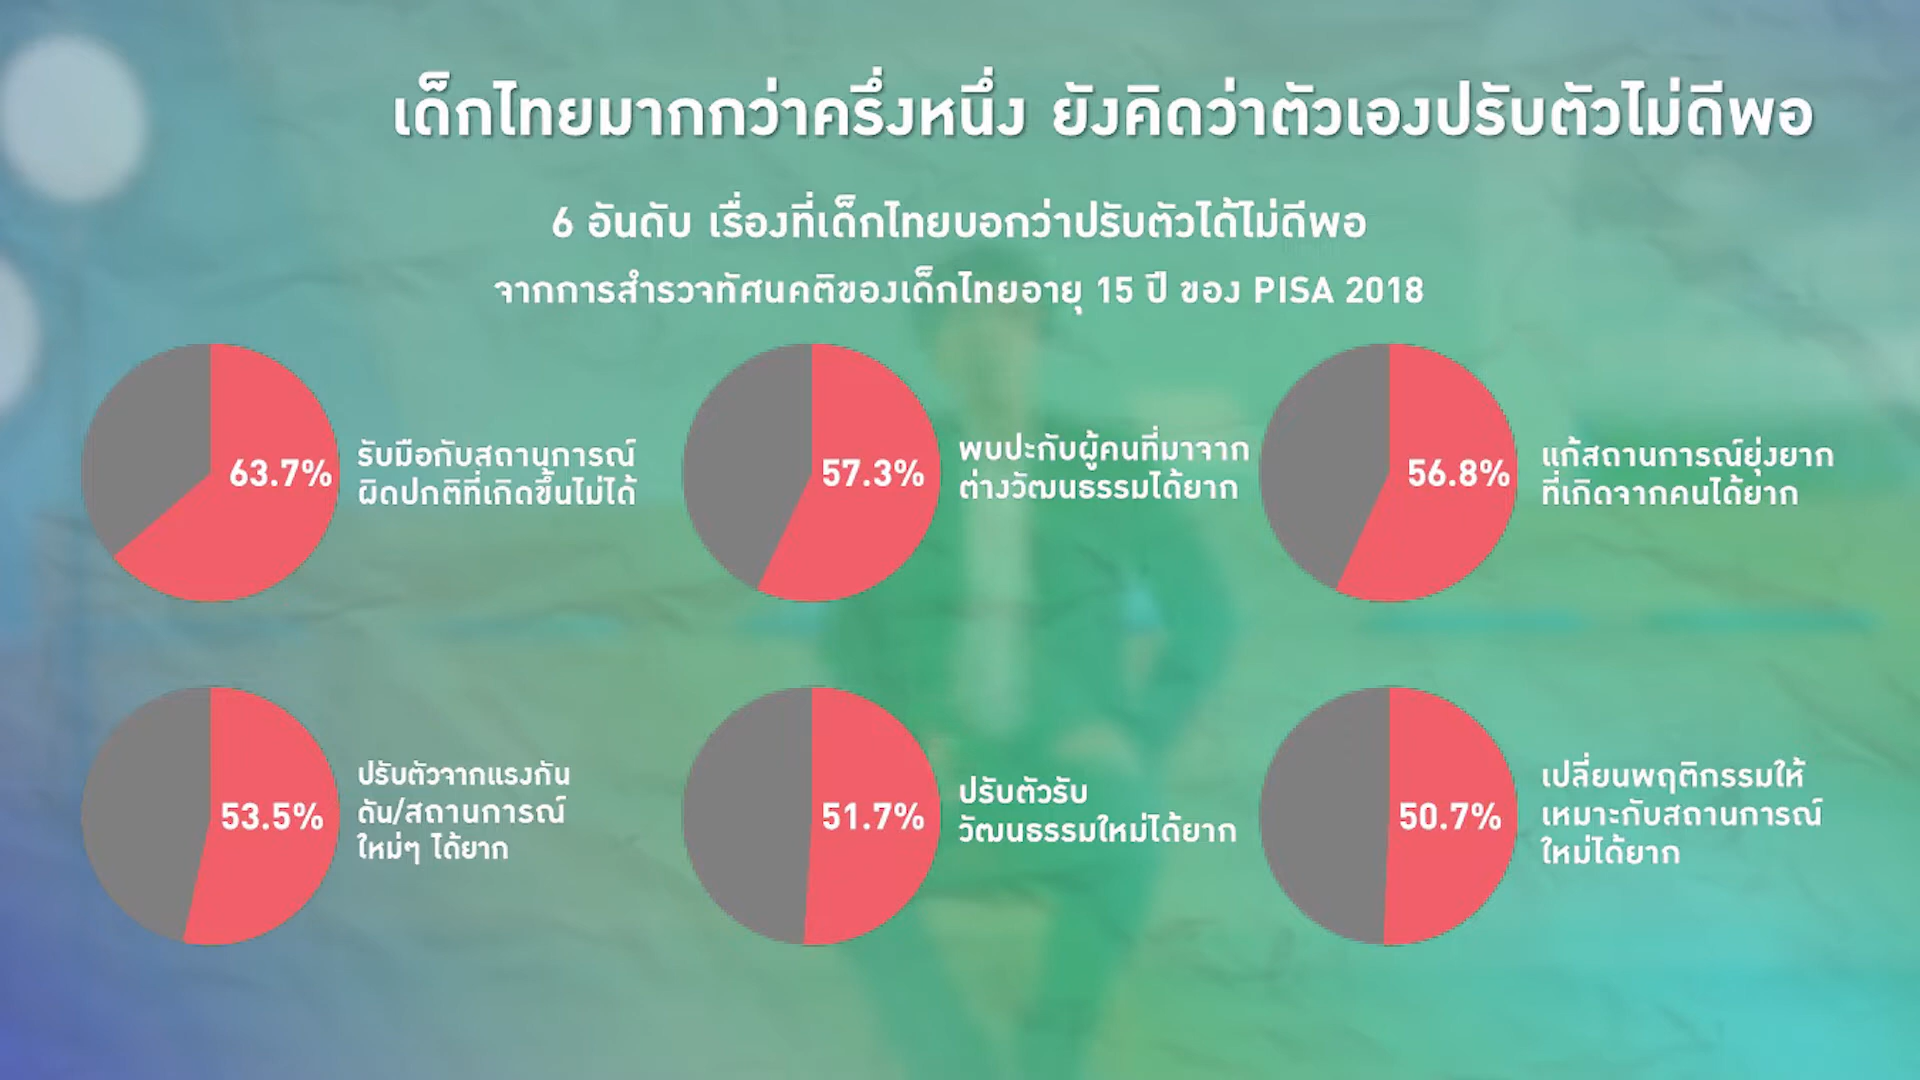 เด็กไทยมากกว่าครึ่งหนึ่ง ยังคิดว่าตัวเองปรับตัวไม่ดีพอ
6 อันดับ เรื่องที่เด็กไทยบอกว่าปรับตัวได้ไม่ดีพอ
จากการสำรวจทัศนคติของเด็กไทยอายุ 15 ปี ของ PISA 2018
63.7%
รับมือกับสถานการณ์
ผิดปกติที่เกิดขึ้นไม่ได้
57.3%
พบปะกับผู้คนที่มาจาก
ต่างวัฒนธรรมได้ยาก
56.8%
แก้สถานการณ์ยุ่งยาก
ที่เกิดจากคนได้ยาก
53.5%
ปรับตัวจากแรงกัน
ดัน/สถานการณ์
ใหม่ๆ ได้ยาก
51.7%
ปรับตัวรับ
วัฒนธรรมใหม่ได้ยาก
50.7%
เปลี่ยนพฤติกรรมให้
เหมาะกับสถานการณ์
ใหม่ได้ยาก